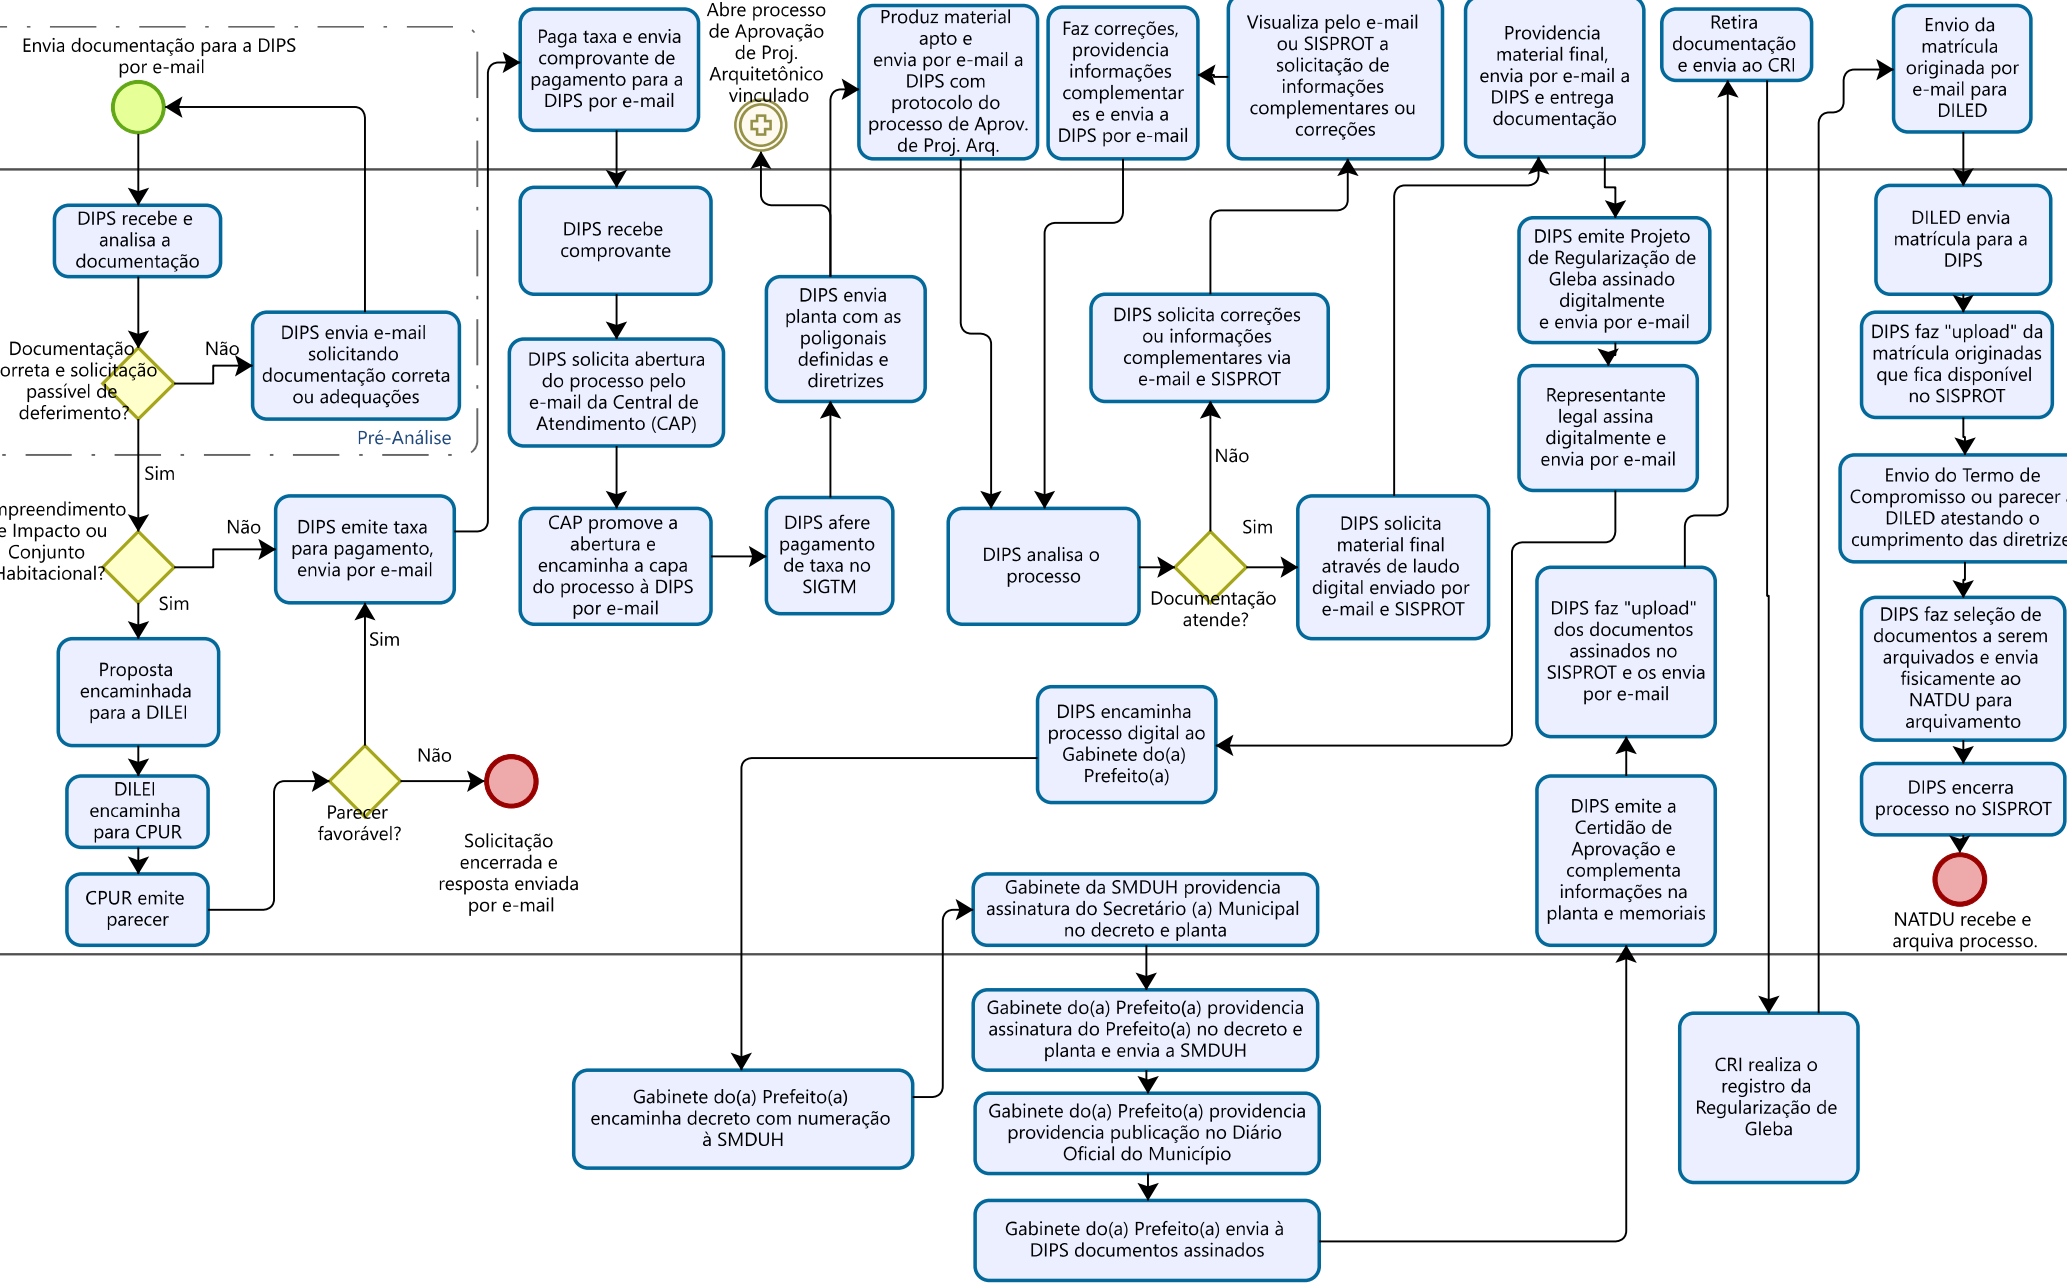 Envia documentação para a DIPS
por e-mail
DIPS recebe e
analisa a
documentação
Documentação
orreta e solicitação
passível de
deferimento?
Não
DIPS envia e-mail
solicitando
documentação correta
ou adequações
Pré-Análise
Sim
mpreendimento
e Impacto ou
Conjunto
Habitacional?
Não
DIPS emite taxa
para pagamento,
envia por e-mail
Sim
Proposta
encaminhada
para a DILEI
DILEI
encaminha
para CPUR
CPUR emite
parecer
Sim
Parecer
favorável?
Não
Solicitação
encerrada e
resposta enviada
por e-mail
Paga taxa e envia
comprovante de
pagamento para a
DIPS por e-mail
DIPS recebe
comprovante
DIPS solicita abertura
do processo pelo
e-mail da Central de
Atendimento (CAP)
CAP promove a
abertura e
encaminha a capa
do processo à DIPS
por e-mail
DIPS afere
pagamento
de taxa no
SIGTM
DIPS envia
planta com as
poligonais
definidas e
diretrizes
Abre processo
de Aprovação
de Proj.
Arquitetônico
vinculado
Produz material
apto e
envia por e-mail a
DIPS com
protocolo do
processo de Aprov.
de Proj. Arq.
Faz correções,
providencia
informações
complementar
es e envia a
DIPS por e-mail
Visualiza pelo e-mail
ou SISPROT a
solicitação de
informações
complementares ou
correções
DIPS solicita correções
ou informações
complementares via
e-mail e SISPROT
Não
DIPS analisa o
processo
Documentação
atende?
Sim
DIPS solicita
material final
através de laudo
digital enviado por
e-mail e SISPROT
Providencia
material final,
envia por e-mail a
DIPS e entrega
documentação
DIPS emite Projeto
de Regularização de
Gleba assinado
digitalmente
e envia por e-mail
Representante
legal assina
digitalmente e
envia por e-mail
DIPS encaminha
processo digital ao
Gabinete do(a)
Prefeito(a)
Gabinete do(a) Prefeito(a)
encaminha decreto com numeração
à SMDUH
Gabinete da SMDUH providencia
assinatura do Secretário (a) Municipal
no decreto e planta
Gabinete do(a) Prefeito(a) providencia
assinatura do Prefeito(a) no decreto e
planta e envia a SMDUH
Gabinete do(a) Prefeito(a) providencia
providencia publicação no Diário
Oficial do Município
Gabinete do(a) Prefeito(a) envia à
DIPS documentos assinados
DIPS emite a
Certidão de
Aprovação e
complementa
informações na
planta e memoriais
DIPS faz "upload"
dos documentos
assinados no
SISPROT e os envia
por e-mail
Retira
documentação
e envia ao CRI
CRI realiza o
registro da
Regularização de
Gleba
Envio da
matrícula
originada por
e-mail para
DILED
DILED envia
matrícula para a
DIPS
DIPS faz "upload" da
matrícula originadas
que fica disponível
no SISPROT
Envio do Termo de
Compromisso ou parecer
DILED atestando o
cumprimento das diretrize
DIPS faz seleção de
documentos a serem
arquivados e envia
fisicamente ao
NATDU para
arquivamento
DIPS encerra
processo no SISPROT
NATDU recebe e
arquiva processo.